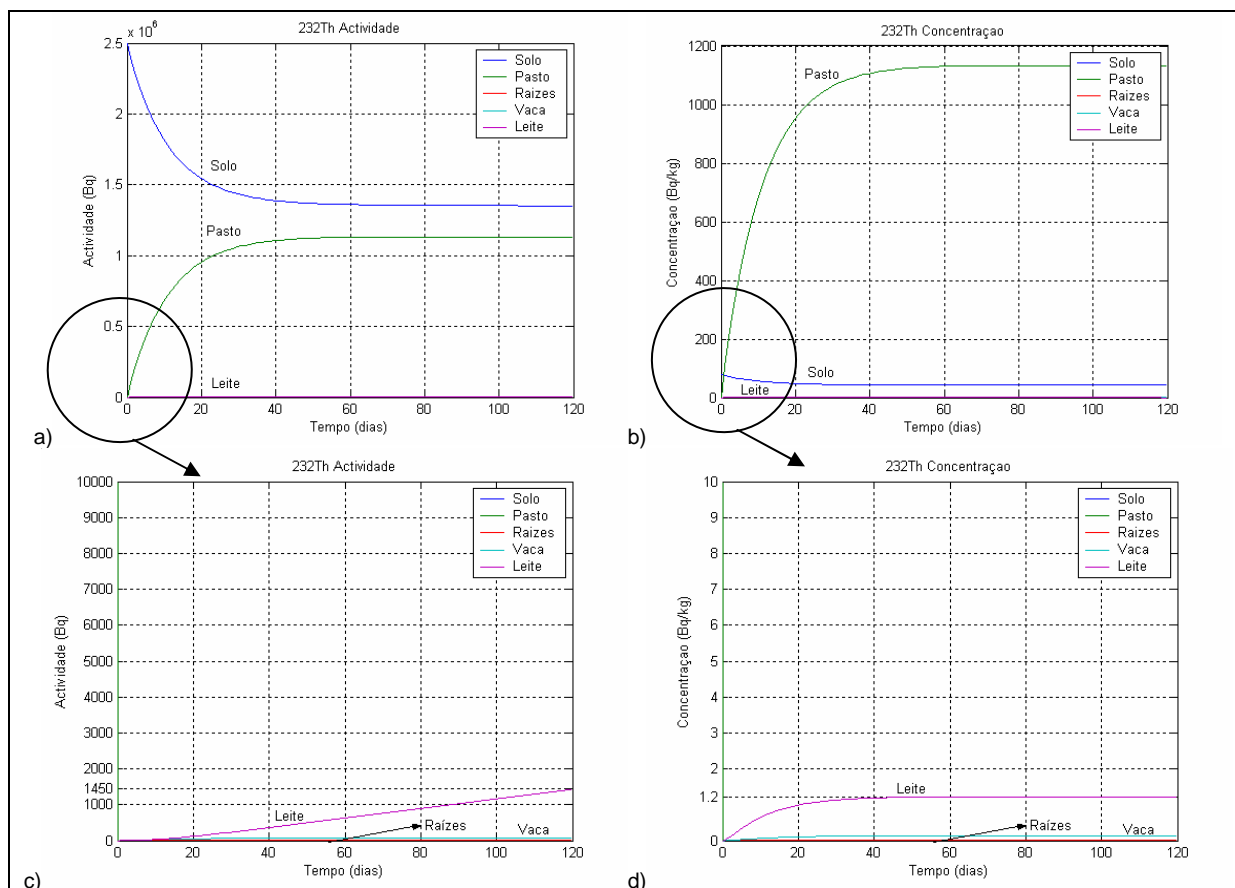 232Th Actividade
x 10^6
2.5
2
1.5
1
0.5
0
Actividade (Bq)
Solo
Pasto
Raizes
Vaca
Leite
Solo
Pasto
Leite
0 20 40 60 80 100 120
Tempo (dias)
a)
232Th Concentraçao
1200
1000
800
600
400
200
0
Concentraçao (Bq/kg)
Solo
Pasto
Raizes
Vaca
Leite
Pasto
Solo
Leite
0 20 40 60 80 100 120
Tempo (dias)
b)
232Th Actividade
10000
9000
8000
7000
6000
5000
4000
3000
2000
1450
1000
0
Actividade (Bq)
Solo
Pasto
Raizes
Vaca
Leite
Leite
Raízes
Vaca
0 20 40 60 80 100 120
Tempo (dias)
c)
232Th Concentraçao
10
9
8
7
6
5
4
3
2
1.2
0
Concentraçao (Bq/kg)
Solo
Pasto
Raizes
Vaca
Leite
Leite
Raízes
Vaca
0 20 40 60 80 100 120
Tempo (dias)
d)